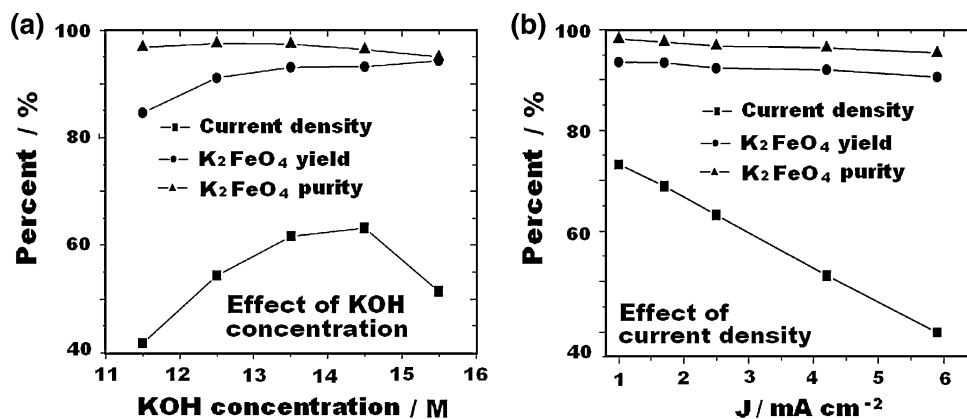 (a)
100
80
60
40
Percent / %
Current density
K₂FeO₄ yield
K₂FeO₄ purity
Effect of KOH
concentration
11 12 13 14 15 16
KOH concentration / M
(b)
100
80
60
40
Percent / %
Current density
K₂FeO₄ yield
K₂FeO₄ purity
Effect of
current density
1 2 3 4 5 6
J / mA cm⁻²